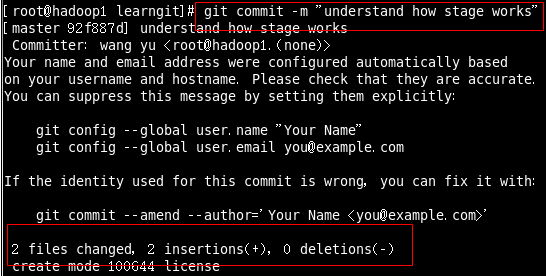 [root@hadoop1 learngit]# git commit -m "understand how stage works"
[master 92f887d] understand how stage works
Committer: wang yu <root@hadoop1.(none)>
Your name and email address were configured automatically based
on your username and hostname. Please check that they are accurate.
You can suppress this message by setting them explicitly:
git config --global user.name "Your Name"
git config --global user.email you@example.com
If the identity used for this commit is wrong, you can fix it with:
git commit --amend --author='Your Name <you@example.com>'
2 files changed, 2 insertions(+), 0 deletions(-)
create mode 100644 license